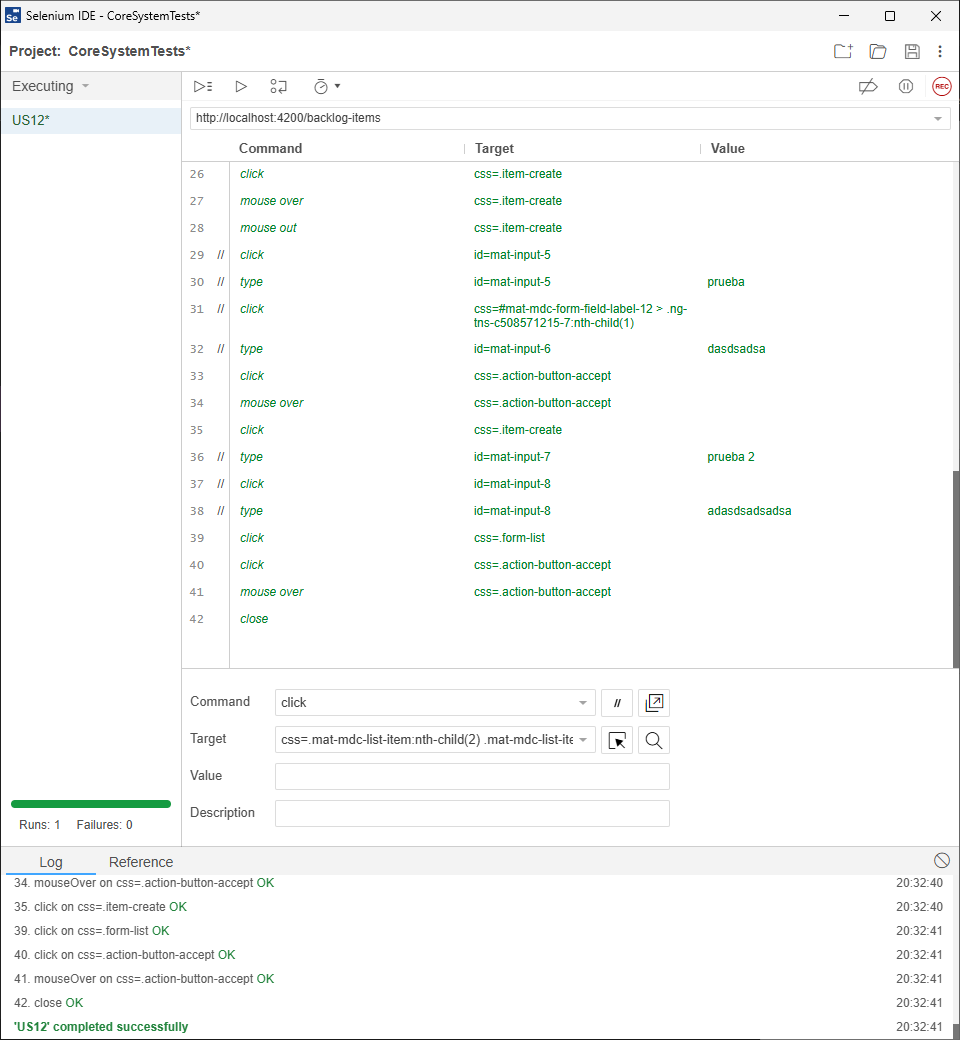 Selenium IDE - CoreSystemTests*
Project: CoreSystemTests*
Executing
US12*
REC
http://localhost:4200/backlog-items
Command Target Value
26 click css=.item-create
27 mouse over css=.item-create
28 mouse out css=.item-create
29 // click id=mat-input-5
30 // type id=mat-input-5 prueba
31 // click css=#mat-mdc-form-field-label-12 > .ng-
tns-c508571215-7:nth-child(1)
32 // type id=mat-input-6 dasdsadsa
33 click css=.action-button-accept
34 mouse over css=.action-button-accept
35 click css=.item-create
36 // type id=mat-input-7 prueba 2
37 // click id=mat-input-8
38 // type id=mat-input-8 adasdsadsadsa
39 click css=.form-list
40 click css=.action-button-accept
41 mouse over css=.action-button-accept
42 close
Command click //
Target css=.mat-mdc-list-item:nth-child(2) .mat-mdc-list-ite
Value
Description
Runs: 1 Failures: 0
Log Reference
34. mouseOver on css=.action-button-accept OK 20:32:40
35. click on css=.item-create OK 20:32:40
39. click on css=.form-list OK 20:32:41
40. click on css=.action-button-accept OK 20:32:41
41. mouseOver on css=.action-button-accept OK 20:32:41
42. close OK 20:32:41
'US12' completed successfully 20:32:41